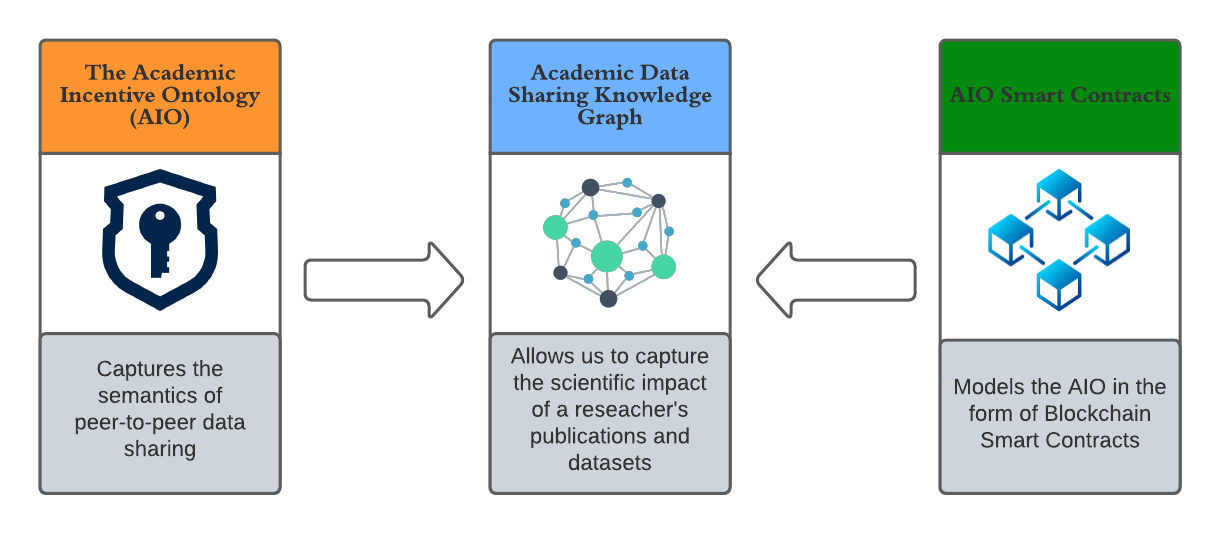 The Academic
Incentive Ontology
(AIO)
Captures the
semantics of
peer-to-peer data
sharing
Academic Data
Sharing Knowledge
Graph
Allows us to capture
the scientific impact
of a reseacher's
publications and
datasets
AIO Smart Contracts
Models the AIO in the
form of Blockchain
Smart Contracts